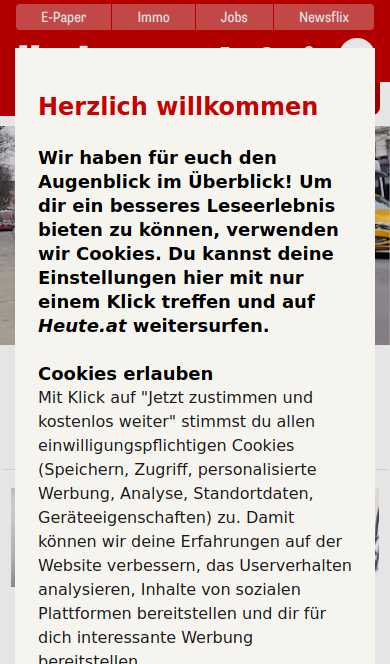 E-Paper
Immo
Jobs
Newsflix
Herzlich willkommen
Wir haben für euch den
Augenblick im Überblick! Um
dir ein besseres Leseerlebnis
bieten zu können, verwenden
wir Cookies. Du kannst deine
Einstellungen hier mit nur
einem Klick treffen und auf
Heute.at weitersurfen.
Cookies erlauben
Mit Klick auf "Jetzt zustimmen und
kostenlos weiter" stimmst du allen
einwilligungspflichtigen Cookies
(Speichern, Zugriff, personalisierte
Werbung, Analyse, Standortdaten,
Geräteeigenschaften) zu. Damit
können wir deine Erfahrungen auf der
Website verbessern, das Userverhalten
analysieren, Inhalte von sozialen
Plattformen bereitstellen und dir für
dich interessante Werbung
bereitstellen